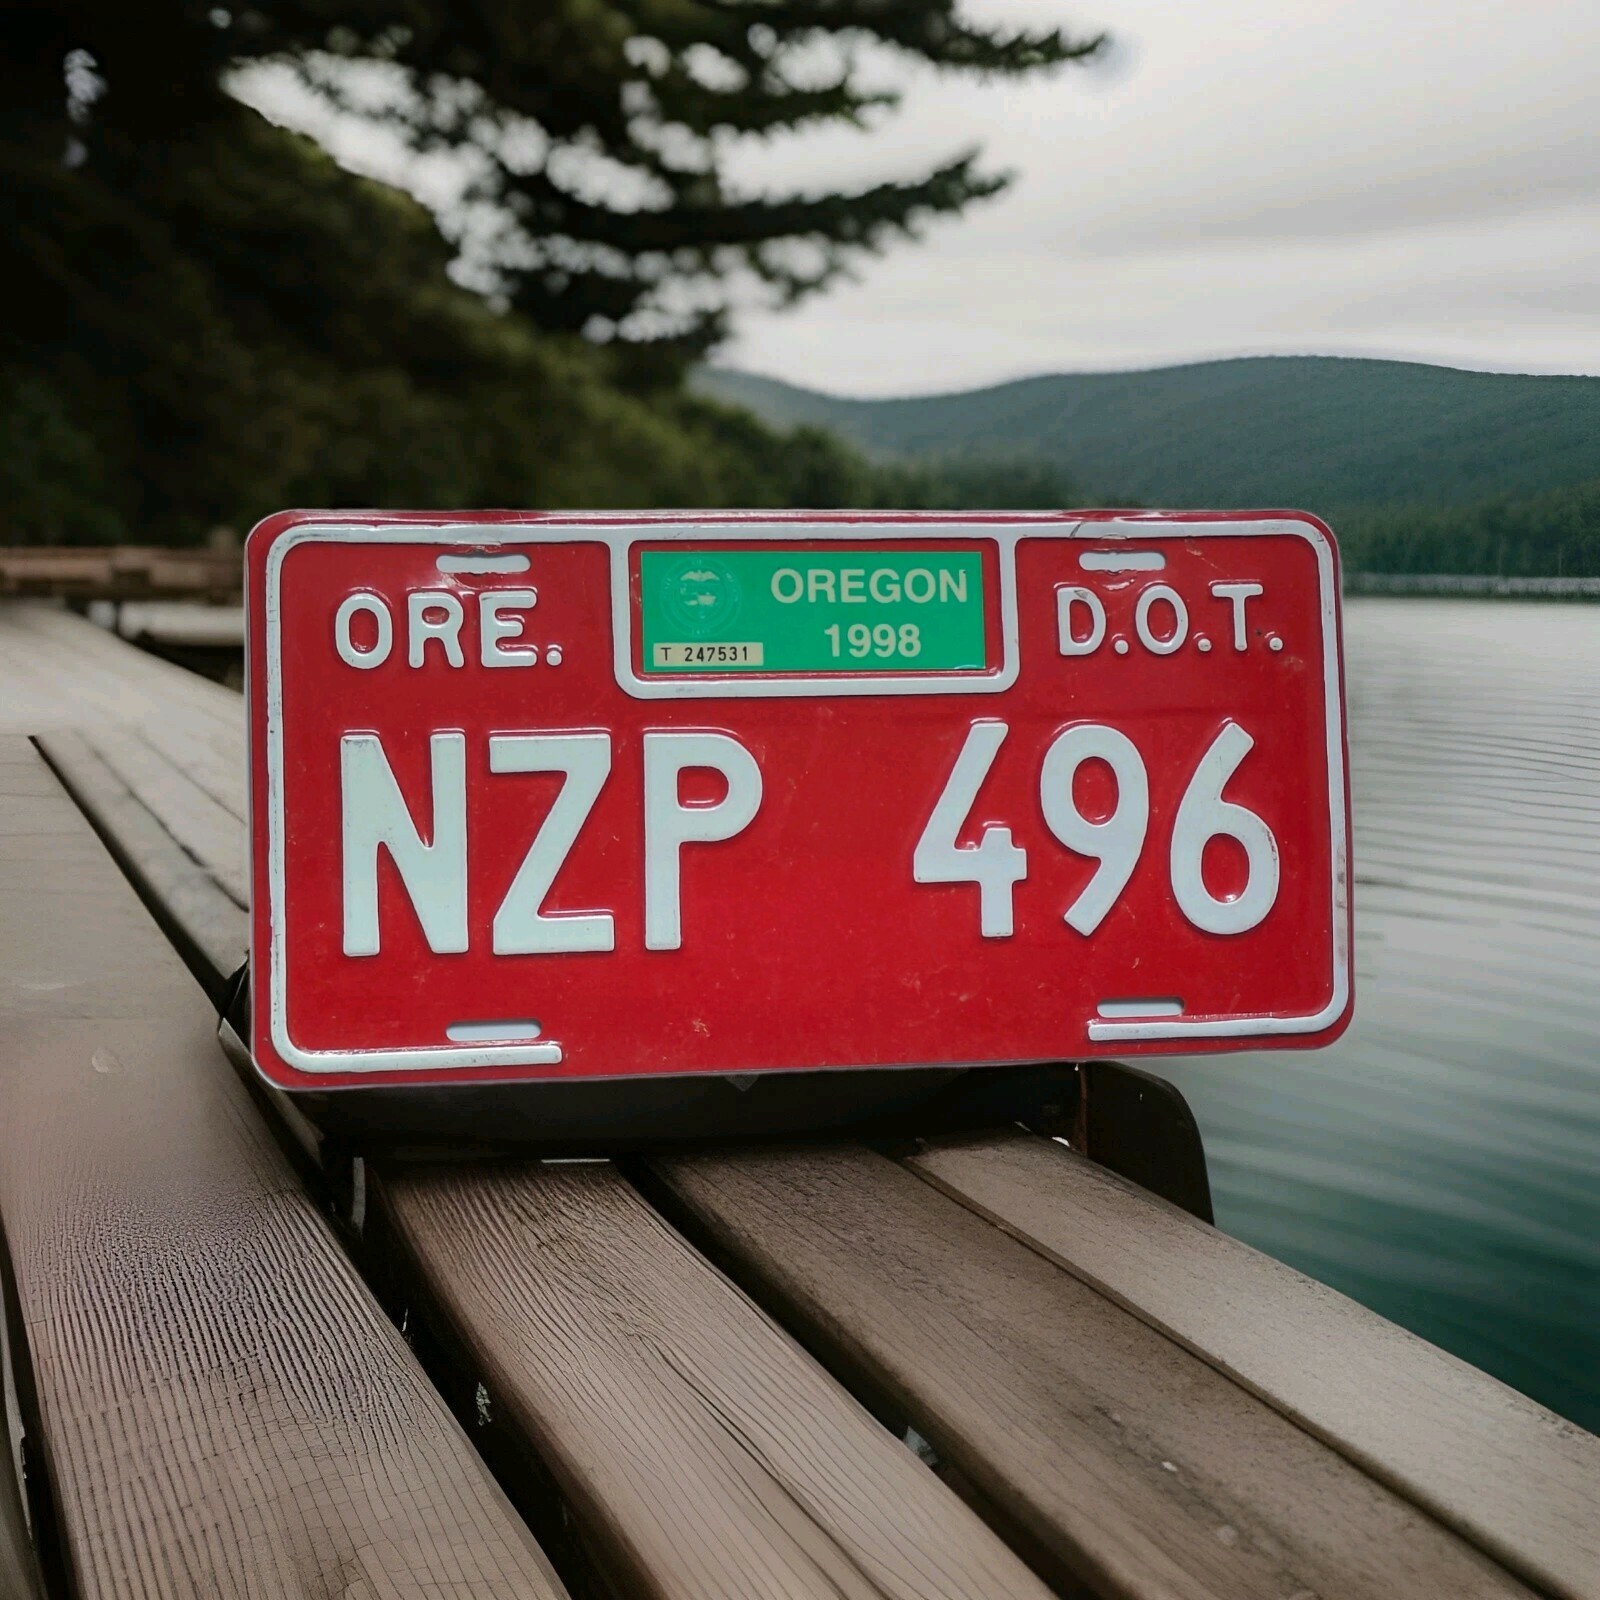 ORE.
OREGON
1998
T 247531
D.O.T.
NZP 496